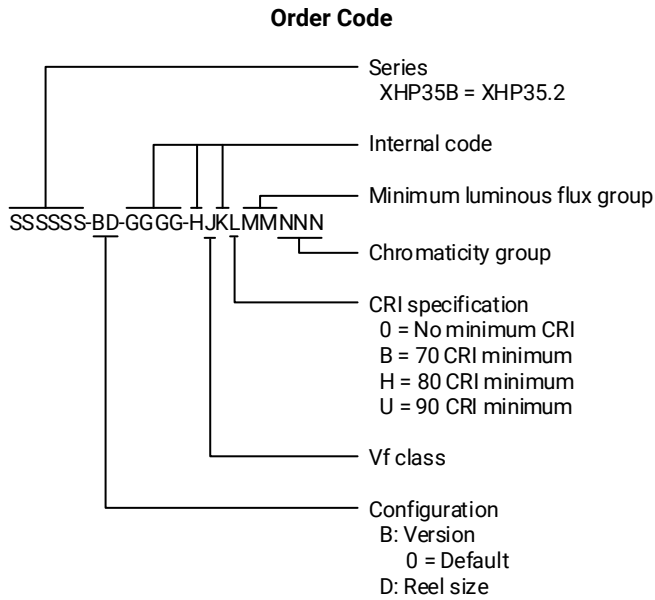 Order Code
Series
XHP35B = XHP35.2
Internal code
Minimum luminous flux group
SSSSSS-BD-GGGG-HJKLMMNNN
Chromaticity group
CRI specification
0 = No minimum CRI
B = 70 CRI minimum
H = 80 CRI minimum
U = 90 CRI minimum
Vf class
Configuration
B: Version
0 = Default
D: Reel size